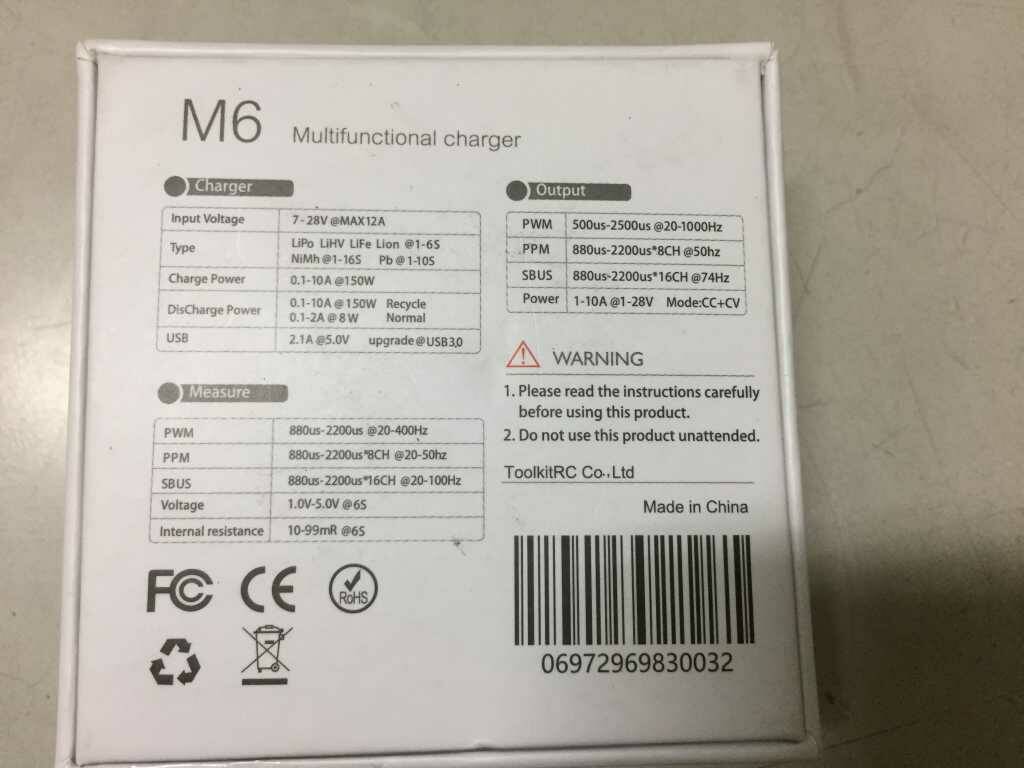 M6 Multifunctional charger
Charger
Input Voltage 7-28V @MAX12A
Type LiPo LiHV LiFe Lion @1-6S
NiMh @1-16S Pb @1-10S
Charge Power 0.1-10A @150W
DisCharge Power 0.1-10A @150W Recycle
0.1-2A @8W Normal
USB 2.1A @5.0V upgrade@USB3,0
Measure
PWM 880us-2200us @20-400Hz
PPM 880us-2200us*8CH @20-50hz
SBUS 880us-2200us*16CH @20-100Hz
Voltage 1.0V-5.0V @6S
Internal resistance 10-99mR @6S
FC CE RoHS
Output
PWM 500us-2500us @20-1000Hz
PPM 880us-2200us*8CH @50hz
SBUS 880us-2200us*16CH @74Hz
Power 1-10A @1-28V Mode:CC+CV
WARNING
1. Please read the instructions carefully
before using this product.
2. Do not use this product unattended.
ToolkitRC Co.,Ltd
Made in China
06972969830032